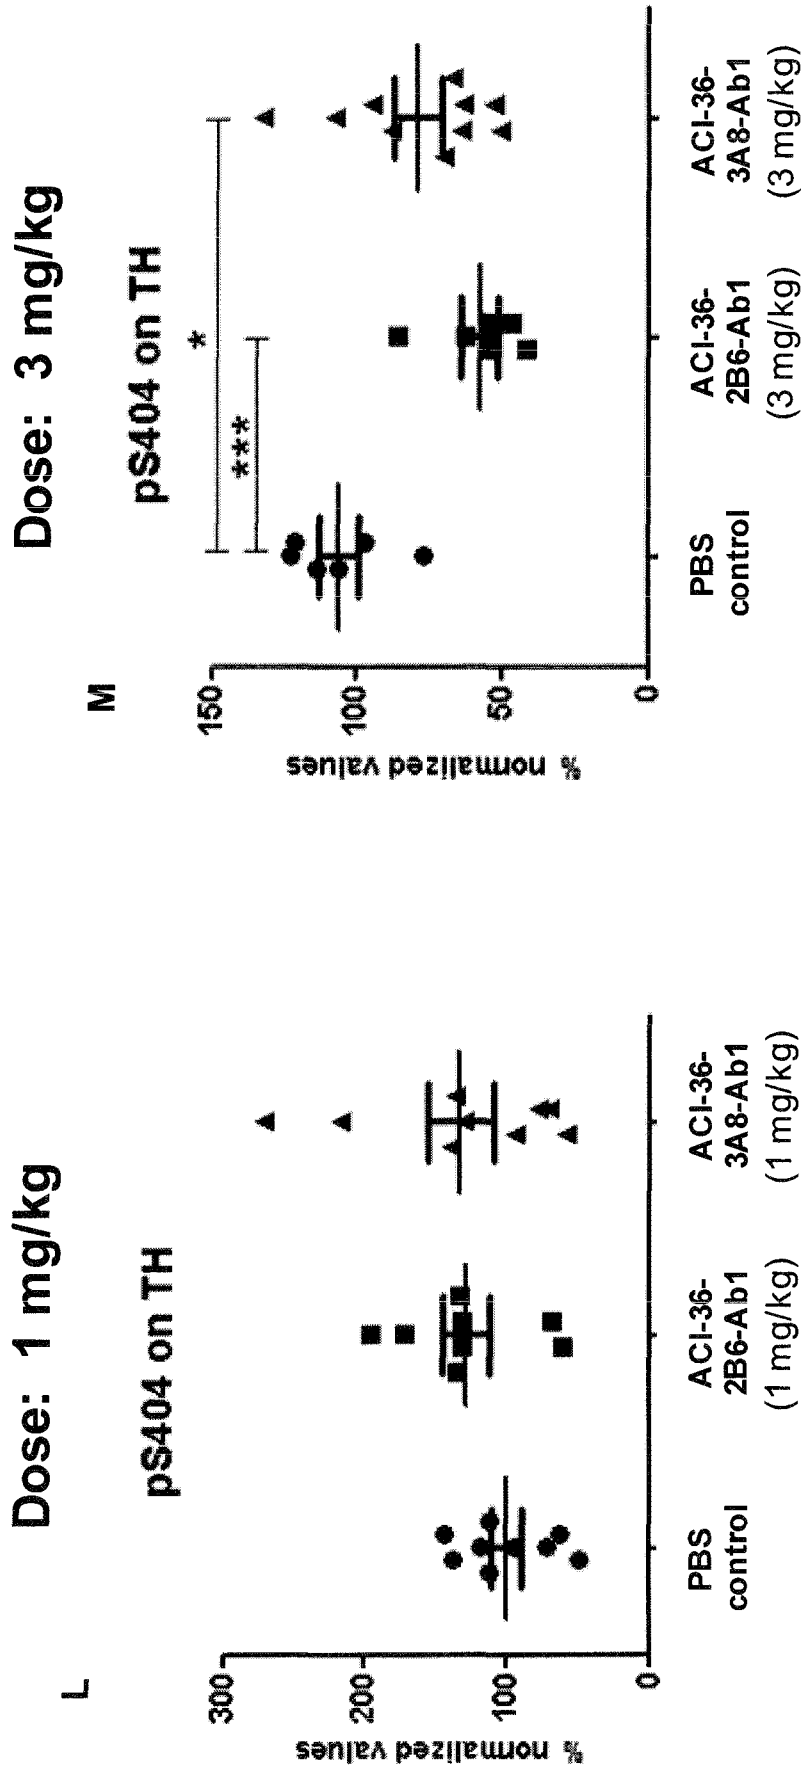 Dose: 1 mg/kg
L
pS404 on TH
% normalized values
300
200
100
0
PBS
control
ACI-36-
2B6-Ab1
(1 mg/kg)
ACI-36-
3A8-Ab1
(1 mg/kg)
Dose: 3 mg/kg
M
pS404 on TH
*
***
% normalized values
150
100
50
0
PBS
control
ACI-36-
2B6-Ab1
(3 mg/kg)
ACI-36-
3A8-Ab1
(3 mg/kg)